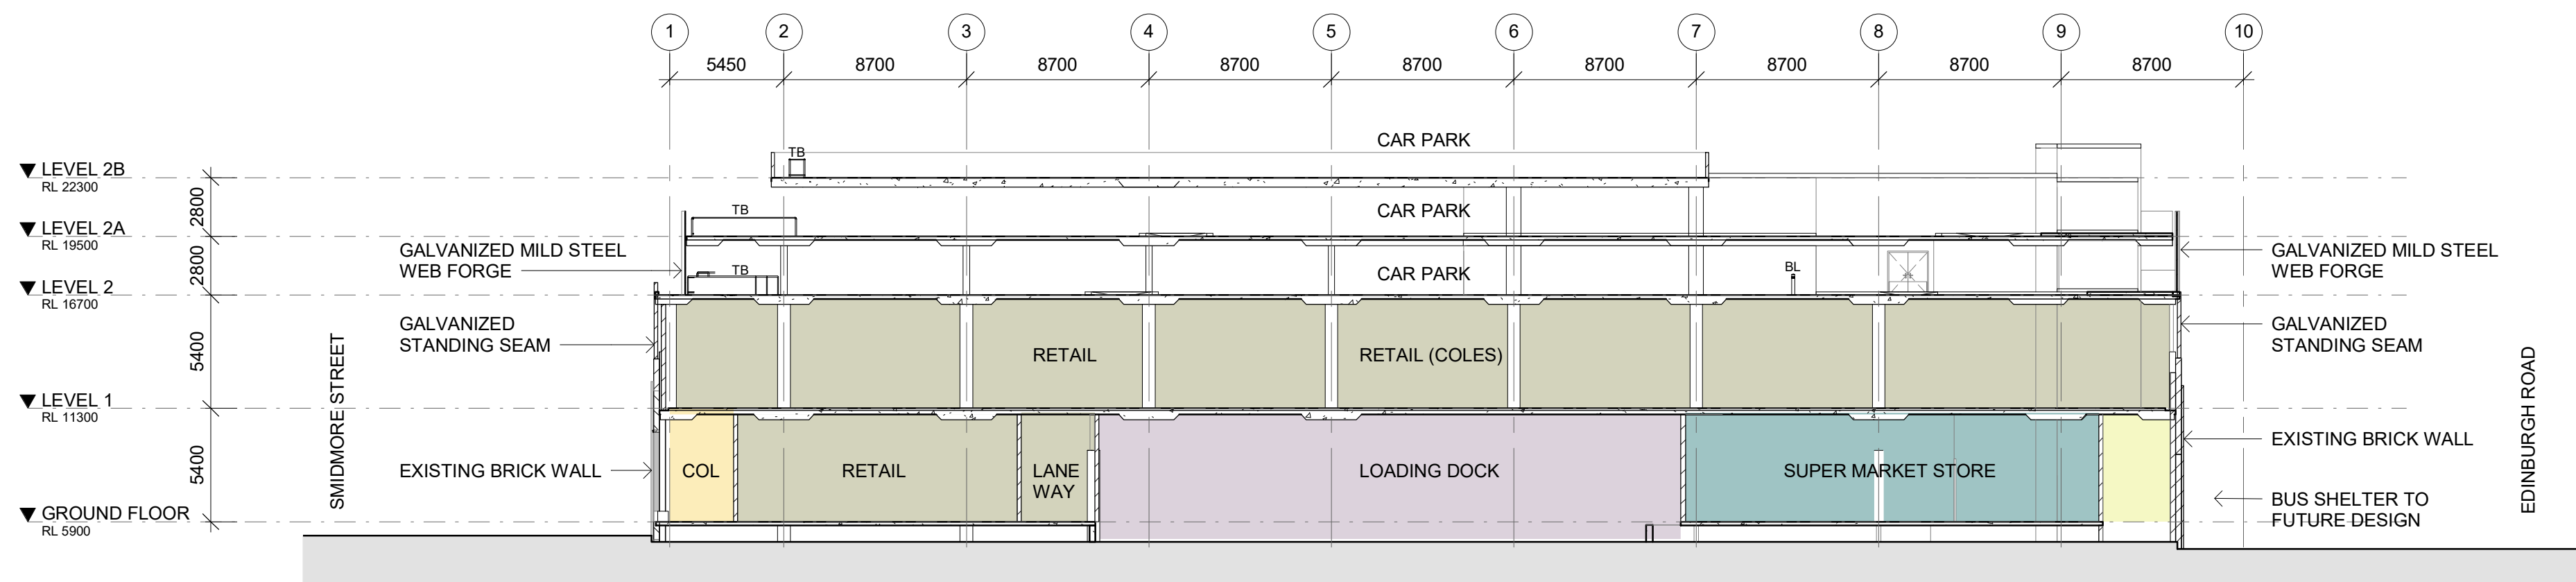 1 2 3 4 5 6 7 8 9 10
5450 8700 8700 8700 8700 8700 8700 8700 8700
CAR PARK
TB
LEVEL 2B
RL 22300
2800
TB
CAR PARK
LEVEL 2A
RL 19500
2800
GALVANIZED MILD STEEL
WEB FORGE
TB
CAR PARK
BL
GALVANIZED MILD STEEL
WEB FORGE
LEVEL 2
RL 16700
5400
GALVANIZED
STANDING SEAM
RETAIL
RETAIL (COLES)
GALVANIZED
STANDING SEAM
SMIDMORE STREET
EDINBURGH ROAD
LEVEL 1
RL 11300
5400
EXISTING BRICK WALL
COL
RETAIL
LANE
WAY
LOADING DOCK
SUPER MARKET STORE
EXISTING BRICK WALL
GROUND FLOOR
RL 5900
BUS SHELTER TO
FUTURE DESIGN